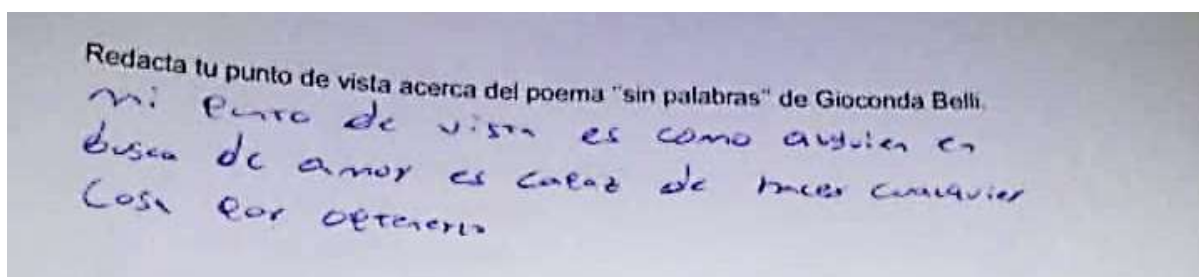 Redacta tu punto de vista acerca del poema "sin palabras" de Gioconda Belli.
mi punto de vista es como alguien en
busca de amor es capaz de hacer cualquier
Cosa por obtenerlo